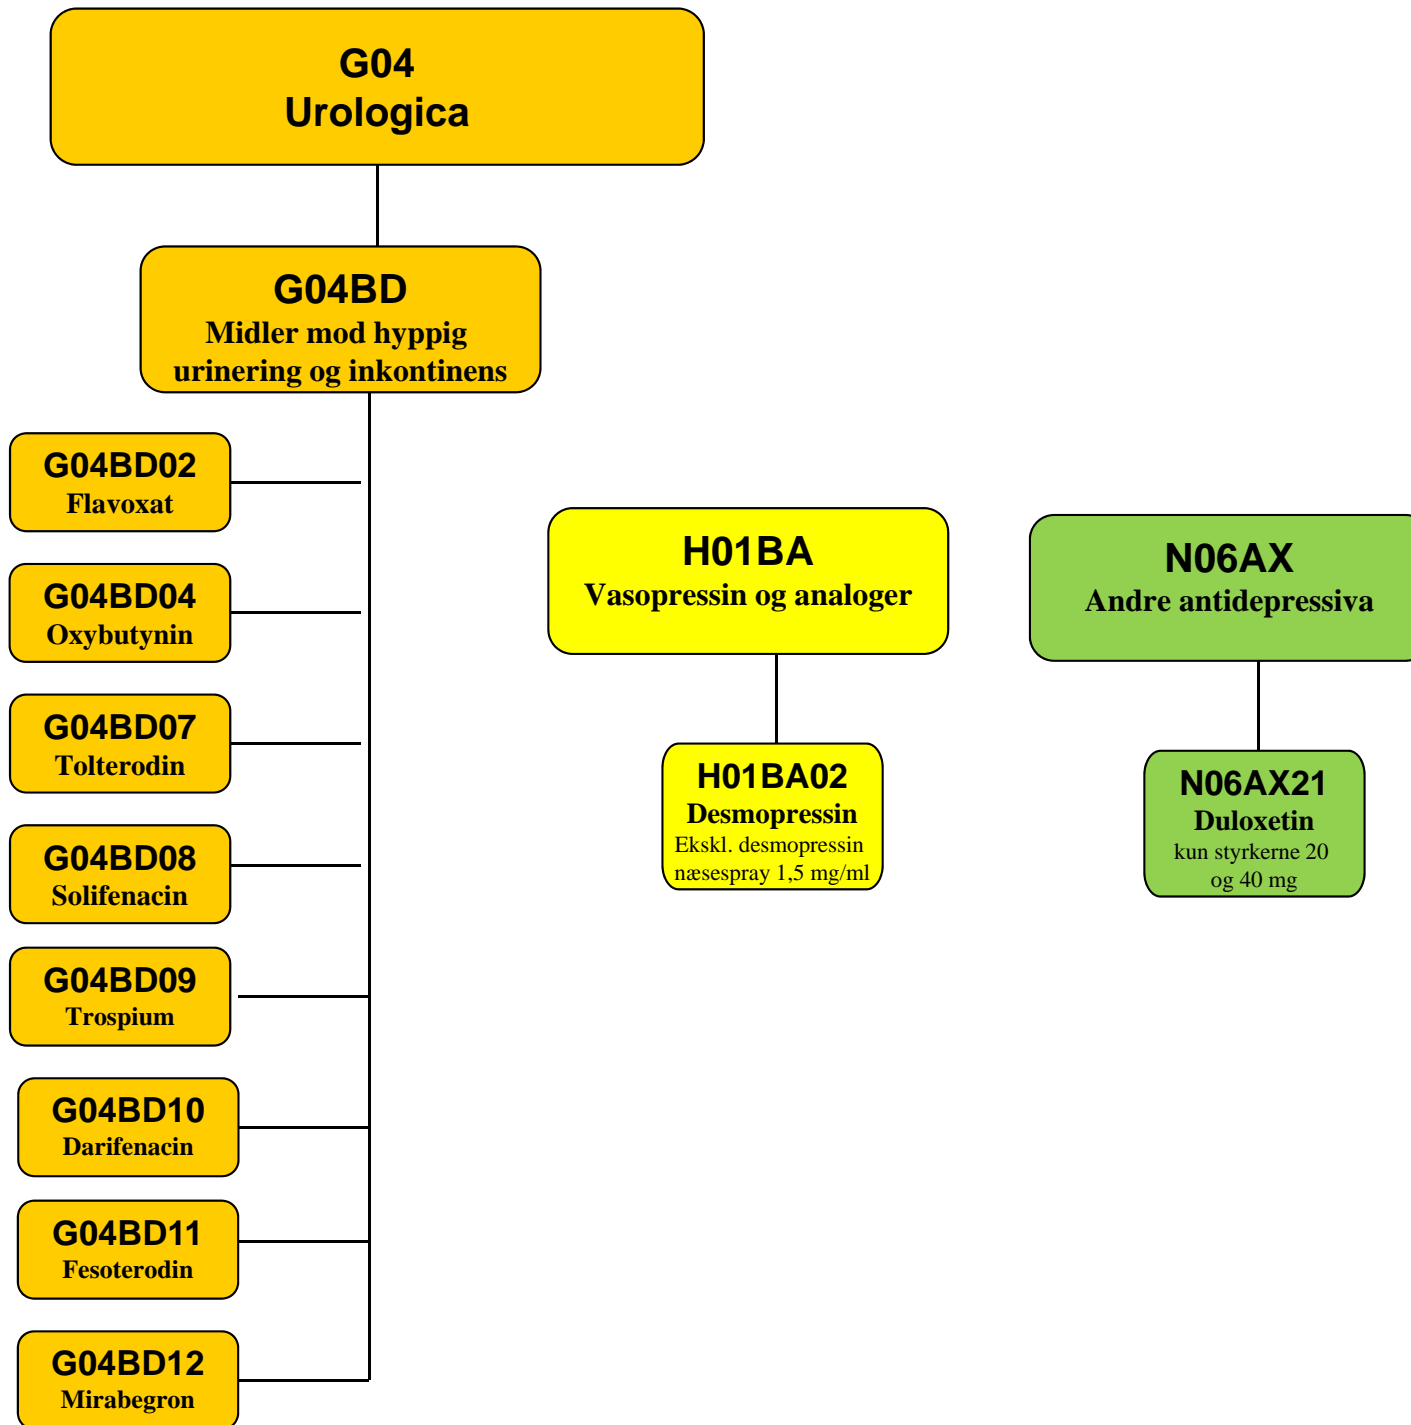 G04
Urologica
G04BD
Midler mod hyppig
urinering og inkontinens
G04BD02
Flavoxat
G04BD04
Oxybutynin
G04BD07
Tolterodin
G04BD08
Solifenacin
G04BD09
Trospium
G04BD10
Darifenacin
G04BD11
Fesoterodin
G04BD12
Mirabegron
H01BA
Vasopressin og analoger
H01BA02
Desmopressin
Ekskl. desmopressin
næsespray 1,5 mg/ml
N06AX
Andre antidepressiva
N06AX21
Duloxetin
kun styrkerne 20
og 40 mg